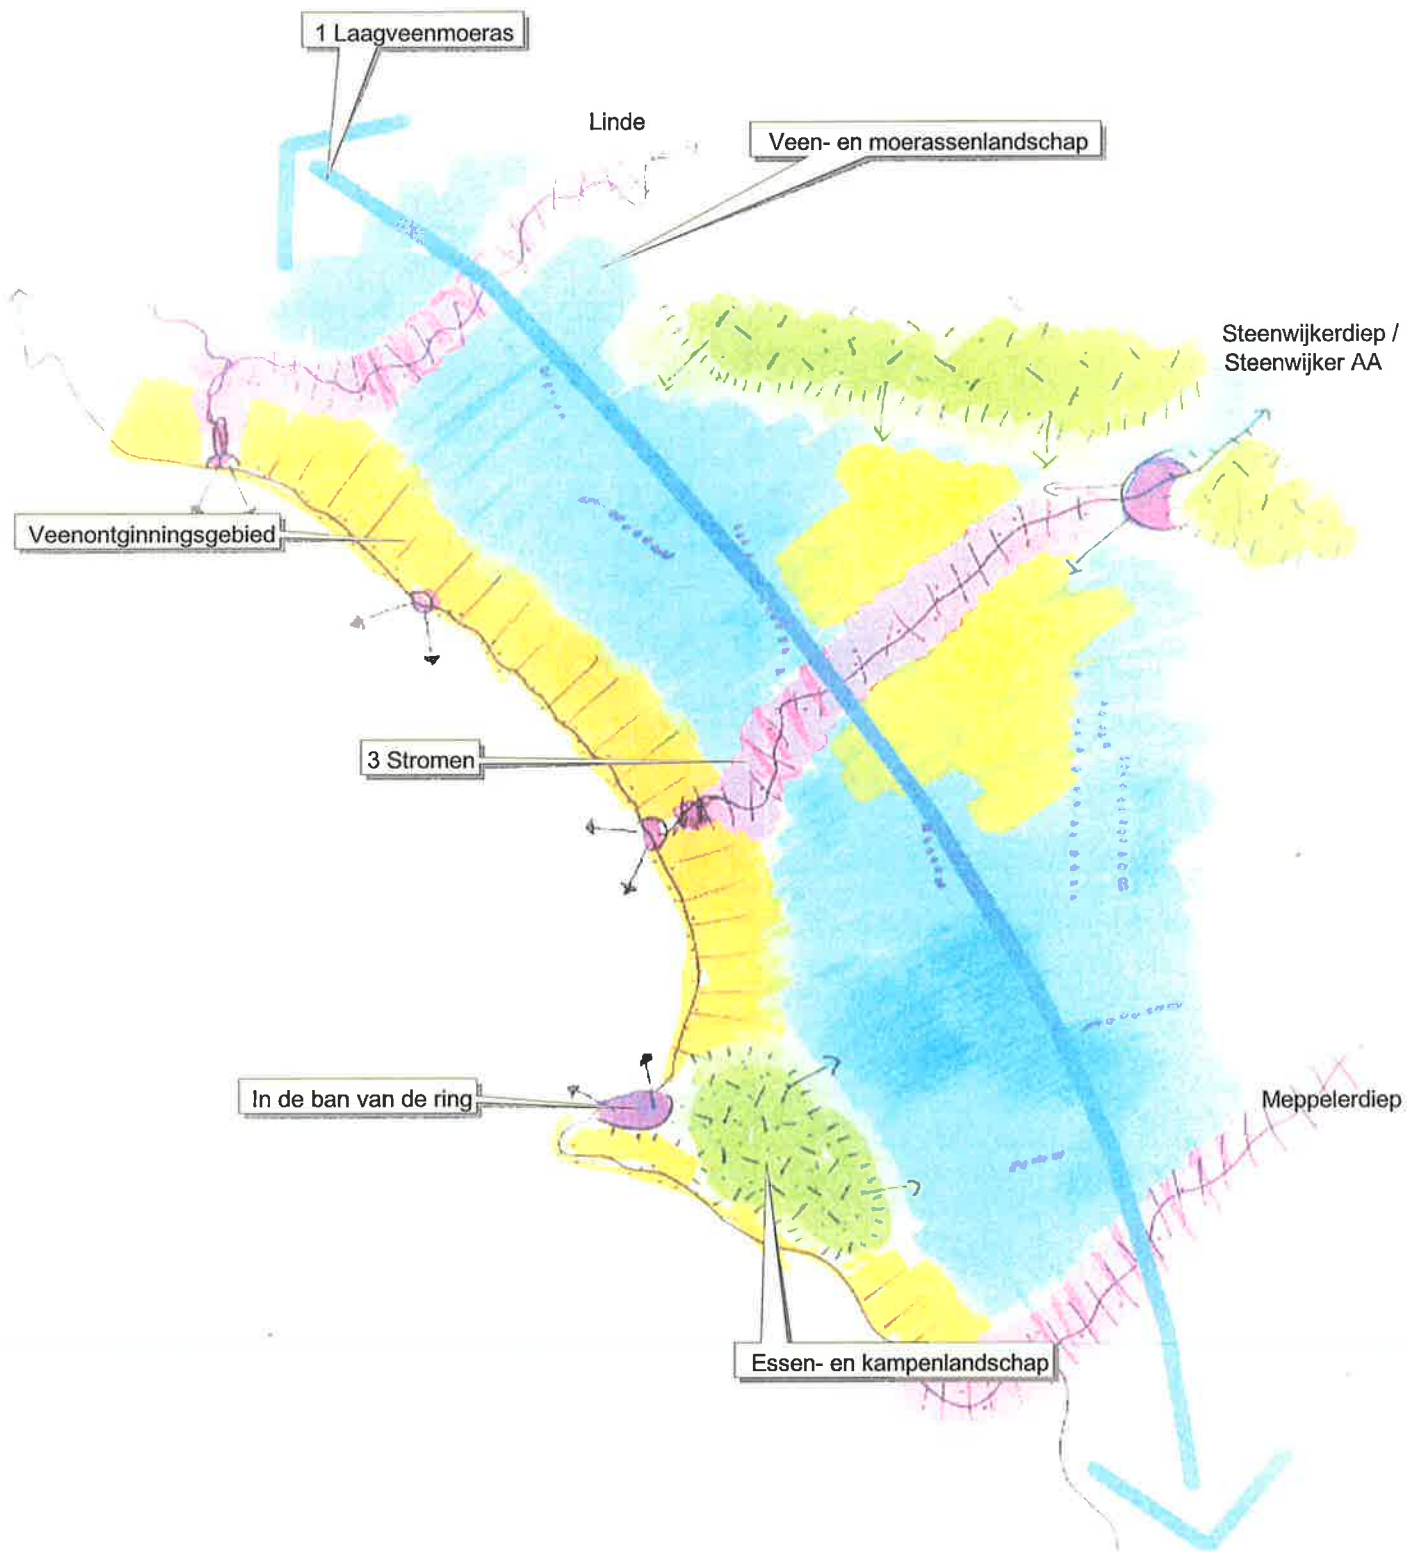 1 Laagveenmoeras
Linde
Veen- en moerassenlandschap
Steenwijkerdiep /
Steenwijker AA
Veenontginningsgebied
3 Stromen
In de ban van de ring
Meppelerdiep
Essen- en kampenlandschap